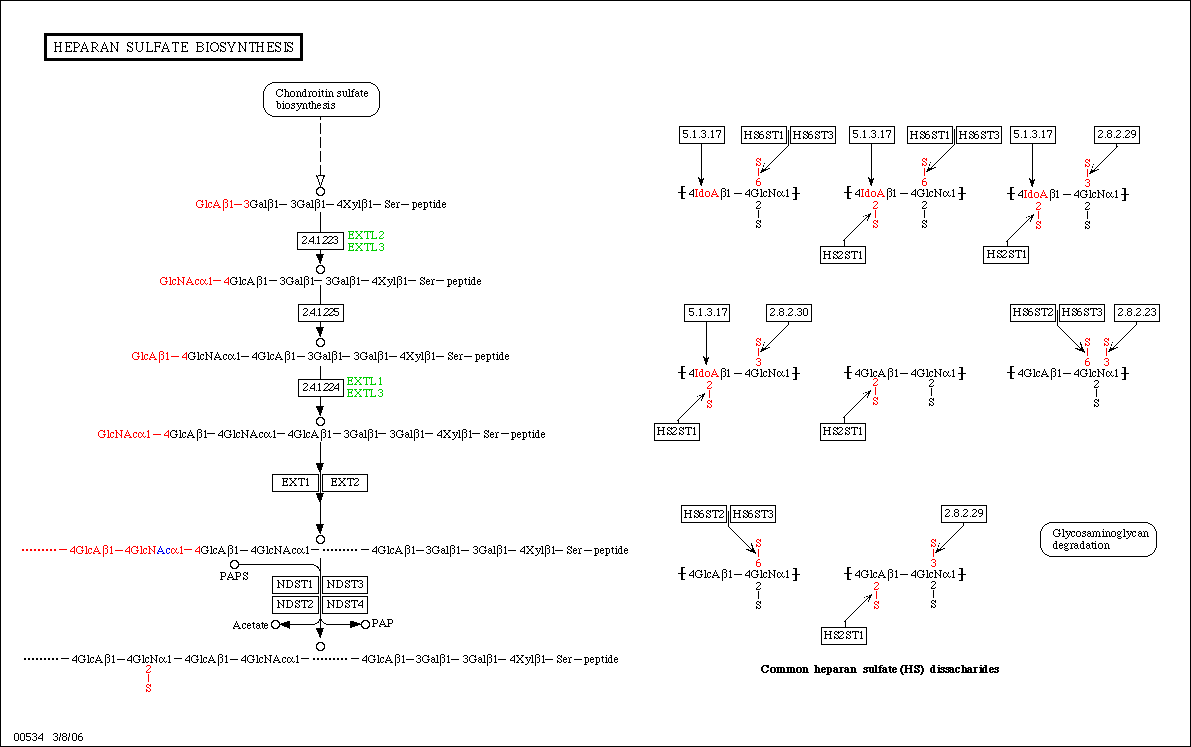 HEPARAN SULFATE BIOSYNTHESIS
Chondroitin sulfate
biosynthesis
GlcAβ1−3Galβ1−3Galβ1−4Xylβ1−Ser−peptide
2.4.1.223
EXTL2
EXTL3
GlcNAcα1−4GlcAβ1−3Galβ1−3Galβ1−4Xylβ1−Ser−peptide
2.4.1.225
GlcAβ1−4GlcNAcα1−4GlcAβ1−3Galβ1−3Galβ1−4Xylβ1−Ser−peptide
2.4.1.224
EXTL1
EXTL3
GlcNAcα1−4GlcAβ1−4GlcNAcα1−4GlcAβ1−3Galβ1−3Galβ1−4Xylβ1−Ser−peptide
EXT1 EXT2
········−4GlcAβ1−4GlcNAcα1−4GlcAβ1−4GlcNAcα1−········−4GlcAβ1−3Galβ1−3Galβ1−4Xylβ1−Ser−peptide
PAPS
NDST1 NDST3
NDST2 NDST4
Acetate PAP
········−4GlcAβ1−4GlcNα1−4GlcAβ1−4GlcNAcα1−········−4GlcAβ1−3Galβ1−3Galβ1−4Xylβ1−Ser−peptide
2
S
5.1.3.17 HS6ST1 HS6ST3
S
6
[4IdoAβ1−4GlcNα1]
2
S
5.1.3.17 HS6ST1 HS6ST3
S
6
[4IdoAβ1−4GlcNα1]
2 2
S S
HS2ST1
5.1.3.17 2.8.2.29
S
3
[4IdoAβ1−4GlcNα1]
2 2
S S
HS2ST1
5.1.3.17 2.8.2.30
S
3
[4IdoAβ1−4GlcNα1]
2
S
HS2ST1
[4GlcAβ1−4GlcNα1]
2 2
S S
HS2ST1
HS6ST2 HS6ST3 2.8.2.23
S S
6 3
[4GlcAβ1−4GlcNα1]
2
S
HS6ST2 HS6ST3
S
6
[4GlcAβ1−4GlcNα1]
2
S
2.8.2.29
S
3
[4GlcAβ1−4GlcNα1]
2 2
S S
HS2ST1
Glycosaminoglycan
degradation
Common heparan sulfate (HS) dissacharides
00534 3/8/06